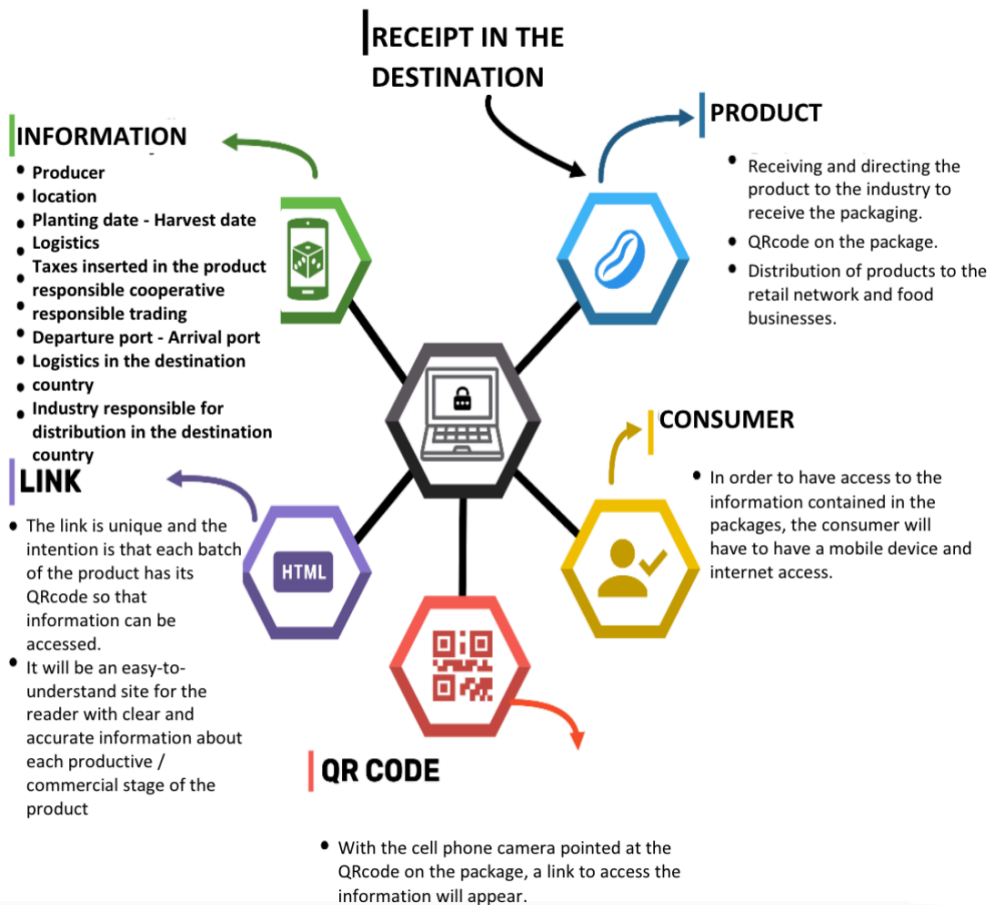 RECEIPT IN THE
DESTINATION
PRODUCT
• Receiving and directing the
product to the industry to
receive the packaging.
• QRcode on the package.
• Distribution of products to the
retail network and food
businesses.
CONSUMER
• In order to have access to the
information contained in the
packages, the consumer will
have to have a mobile device and
internet access.
QR CODE
• With the cell phone camera pointed at the
QRcode on the package, a link to access the
information will appear.
LINK
• The link is unique and the
intention is that each batch
of the product has its
QRcode so that
information can be
accessed.
• It will be an easy-to-
understand site for the
reader with clear and
accurate information about
each productive /
commercial stage of the
product
HTML
INFORMATION
• Producer
• location
• Planting date - Harvest date
• Logistics
• Taxes inserted in the product
responsible cooperative
• responsible trading
• Departure port - Arrival port
• Logistics in the destination
• country
• Industry responsible for
distribution in the destination
country